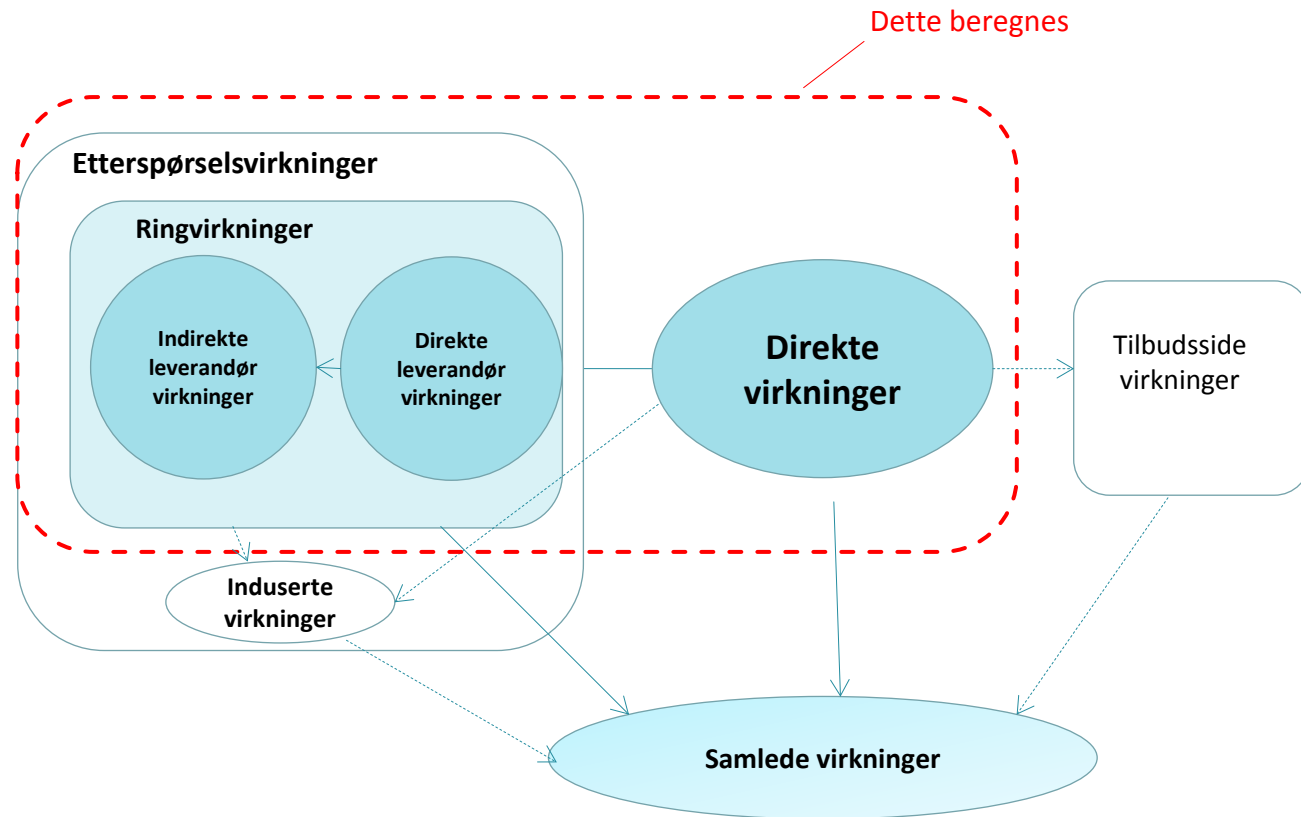 Dette beregnes
Etterspørselsvirkninger
Ringvirkninger
Indirekte
leverandør
virkninger
Direkte
leverandør
virkninger
Direkte
virkninger
Tilbudsside
virkninger
Induserte
virkninger
Samlede virkninger